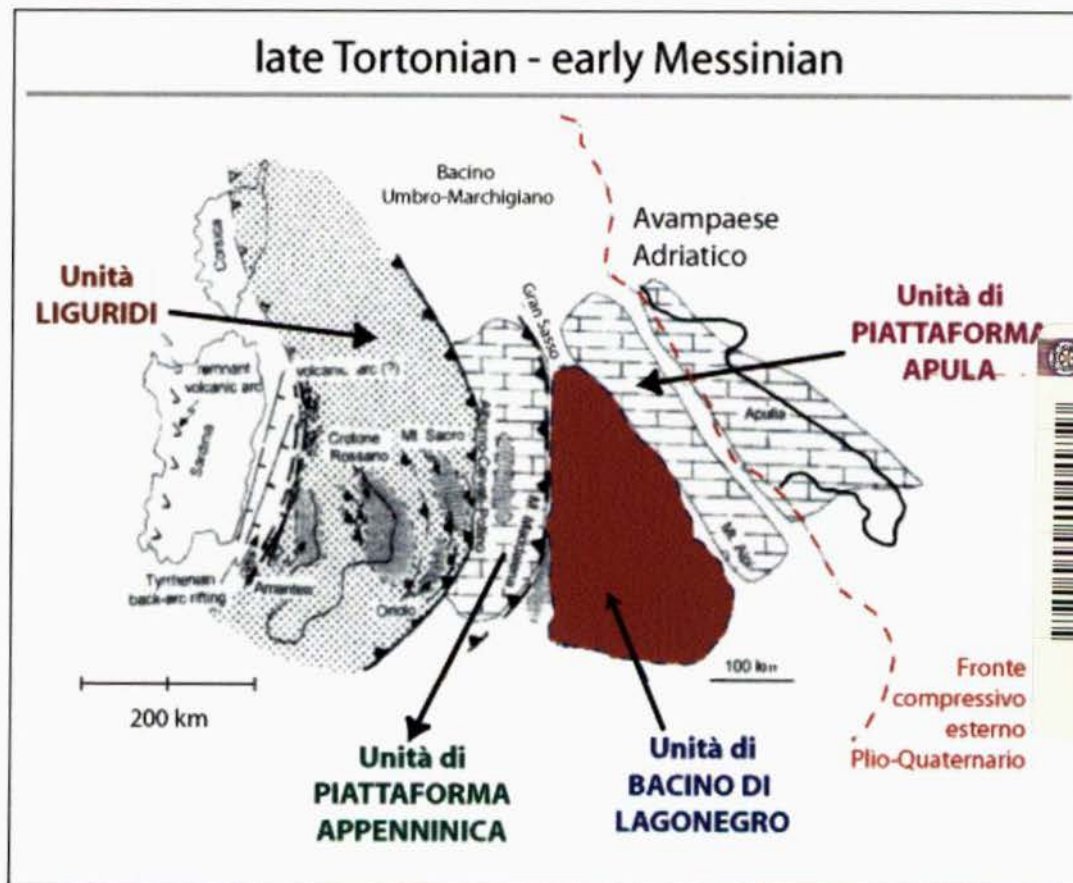 late Tortonian - early Messinian
Bacino
Umbro-Marchigiano
Avampaese
Adriatico
Corsica
Unità
LIGURIDI
Gran Sasso
Unità di
PIATTAFORMA
APULA
remnant
volcanic arc
volcanic arc (?)
Sardinia
Crotone
Rossano
Mt. Sacro
Apulia
Mt. Alpi
Tyrrhenian
back-arc rifting
Amantea
Oriolo
200 km
100 km
Fronte
compressivo
esterno
Plio-Quaternario
Unità di
PIATTAFORMA
APPENNINICA
Unità di
BACINO DI
LAGONEGRO